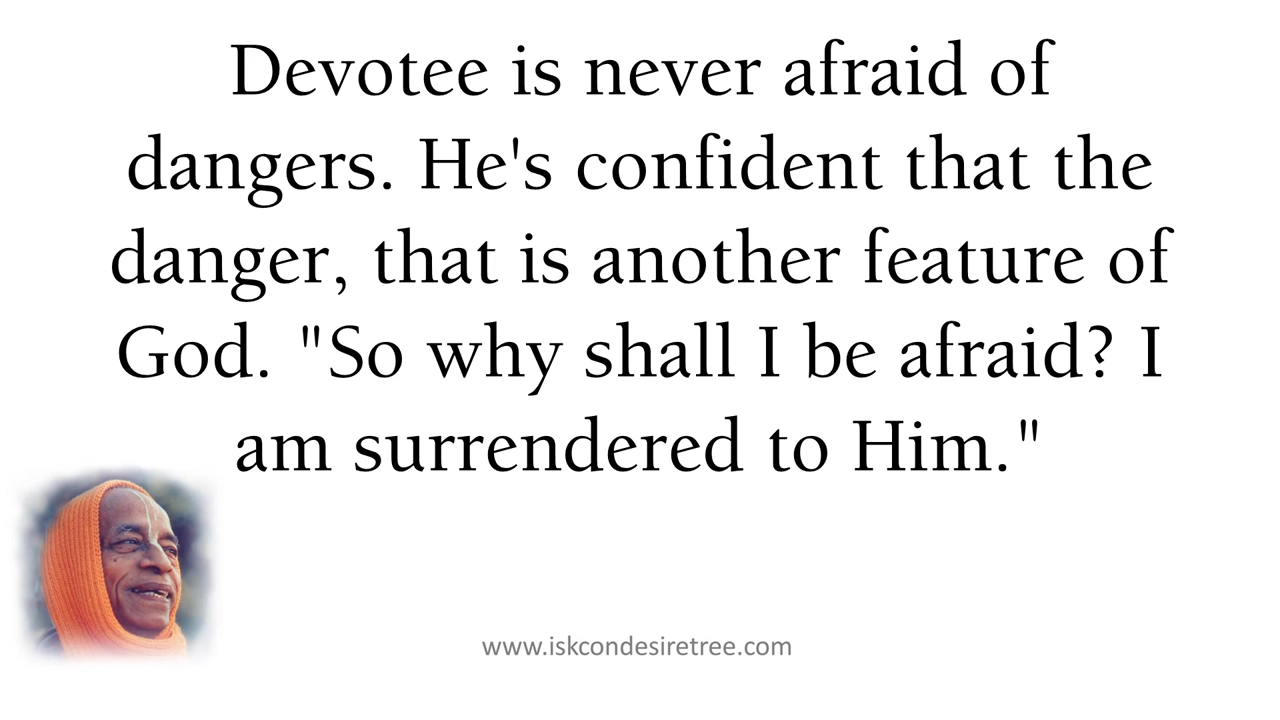 Devotee is never afraid of
dangers. He's confident that the
danger, that is another feature of
God. "So why shall I be afraid? I
am surrendered to Him."
www.iskcondesiretree.com